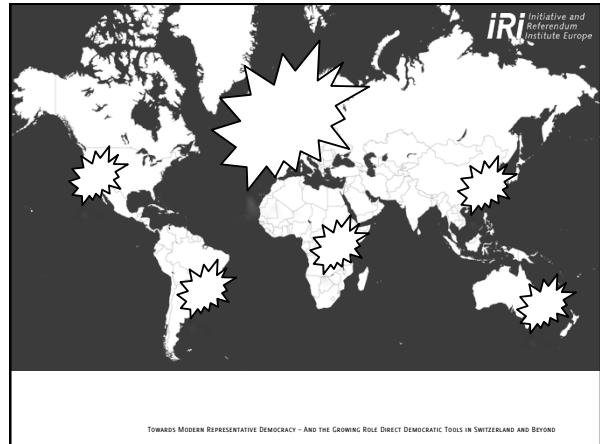 iRi Initiative and
Referendum
Institute Europe
Towards Modern Representative Democracy – And the Growing Role Direct Democratic Tools in Switzerland and Beyond